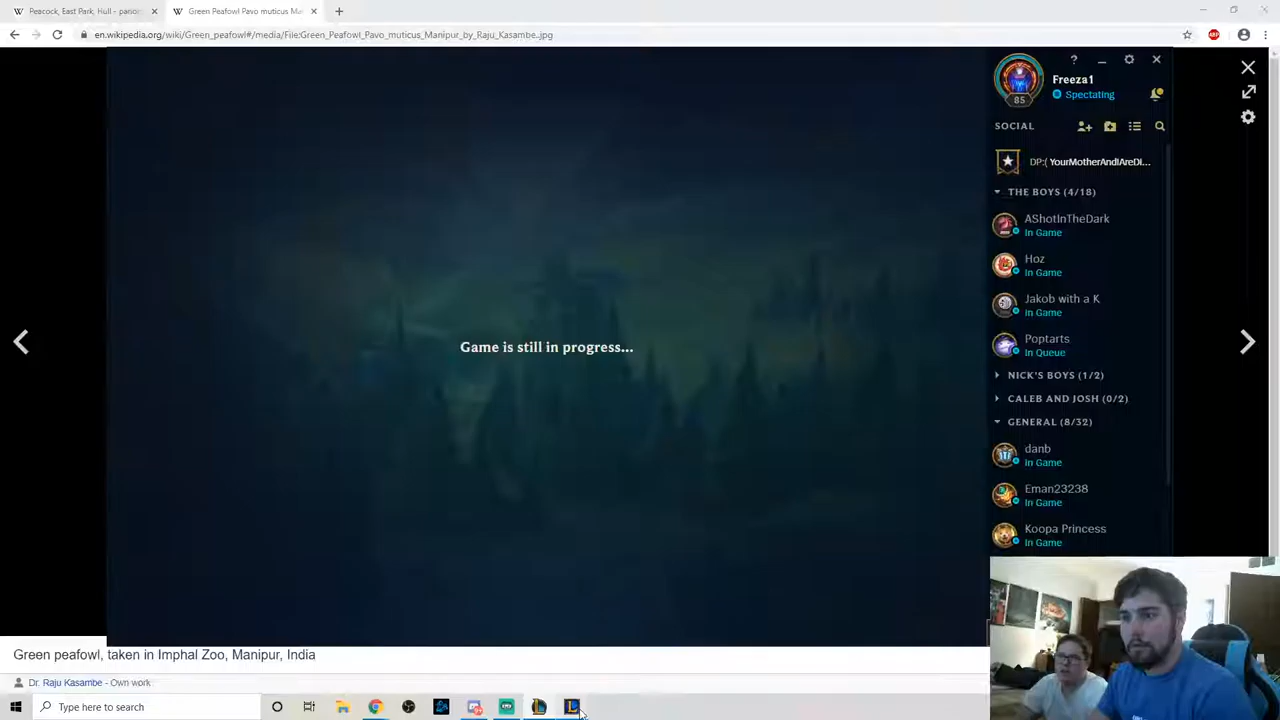 Peacock, East Park, Hull - panor
Green Peafowl Pavo muticus Ma
en.wikipedia.org/wiki/Green_peafowl#/media/File:Green_Peafowl_Pavo_muticus_Manipur_by_Raju_Kasambe.jpg
85
Freeza1
Spectating
SOCIAL
DP:( YourMotherAndIAreDi...
THE BOYS (4/18)
AShotInTheDark
In Game
Hoz
In Game
Jakob with a K
In Game
Poptarts
In Queue
NICK'S BOYS (1/2)
CALEB AND JOSH (0/2)
GENERAL (8/32)
danb
In Game
Eman23238
In Game
Koopa Princess
In Game
Game is still in progress...
Green peafowl, taken in Imphal Zoo, Manipur, India
Dr. Raju Kasambe - Own work
Type here to search